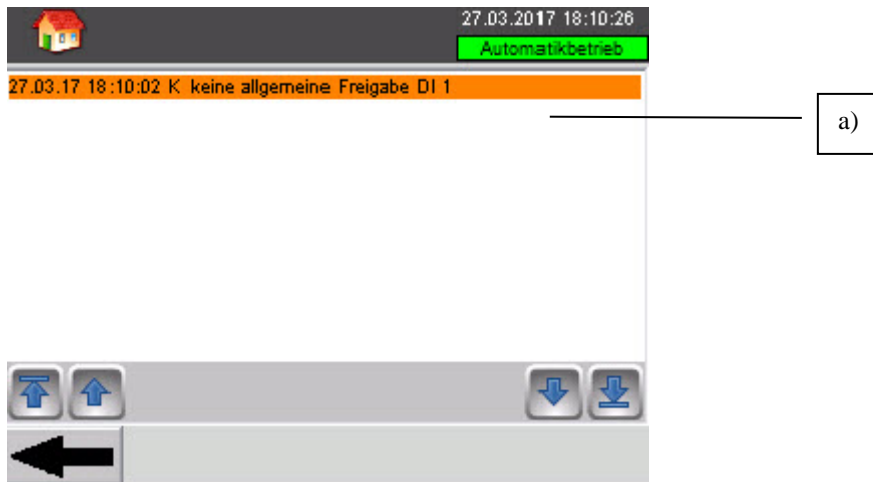 27.03.2017 18:10:26
Automatikbetrieb
27.03.17 18:10:02 K keine allgemeine Freigabe DI 1
a)